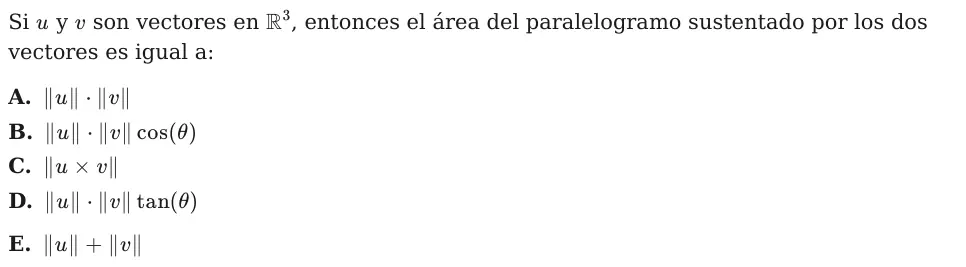 Si u y v son vectores en ℝ³, entonces el área del paralelogramo sustentado por los dos
vectores es igual a:
A. ‖u‖ · ‖v‖
B. ‖u‖ · ‖v‖ cos(θ)
C. ‖u × v‖
D. ‖u‖ · ‖v‖ tan(θ)
E. ‖u‖ + ‖v‖